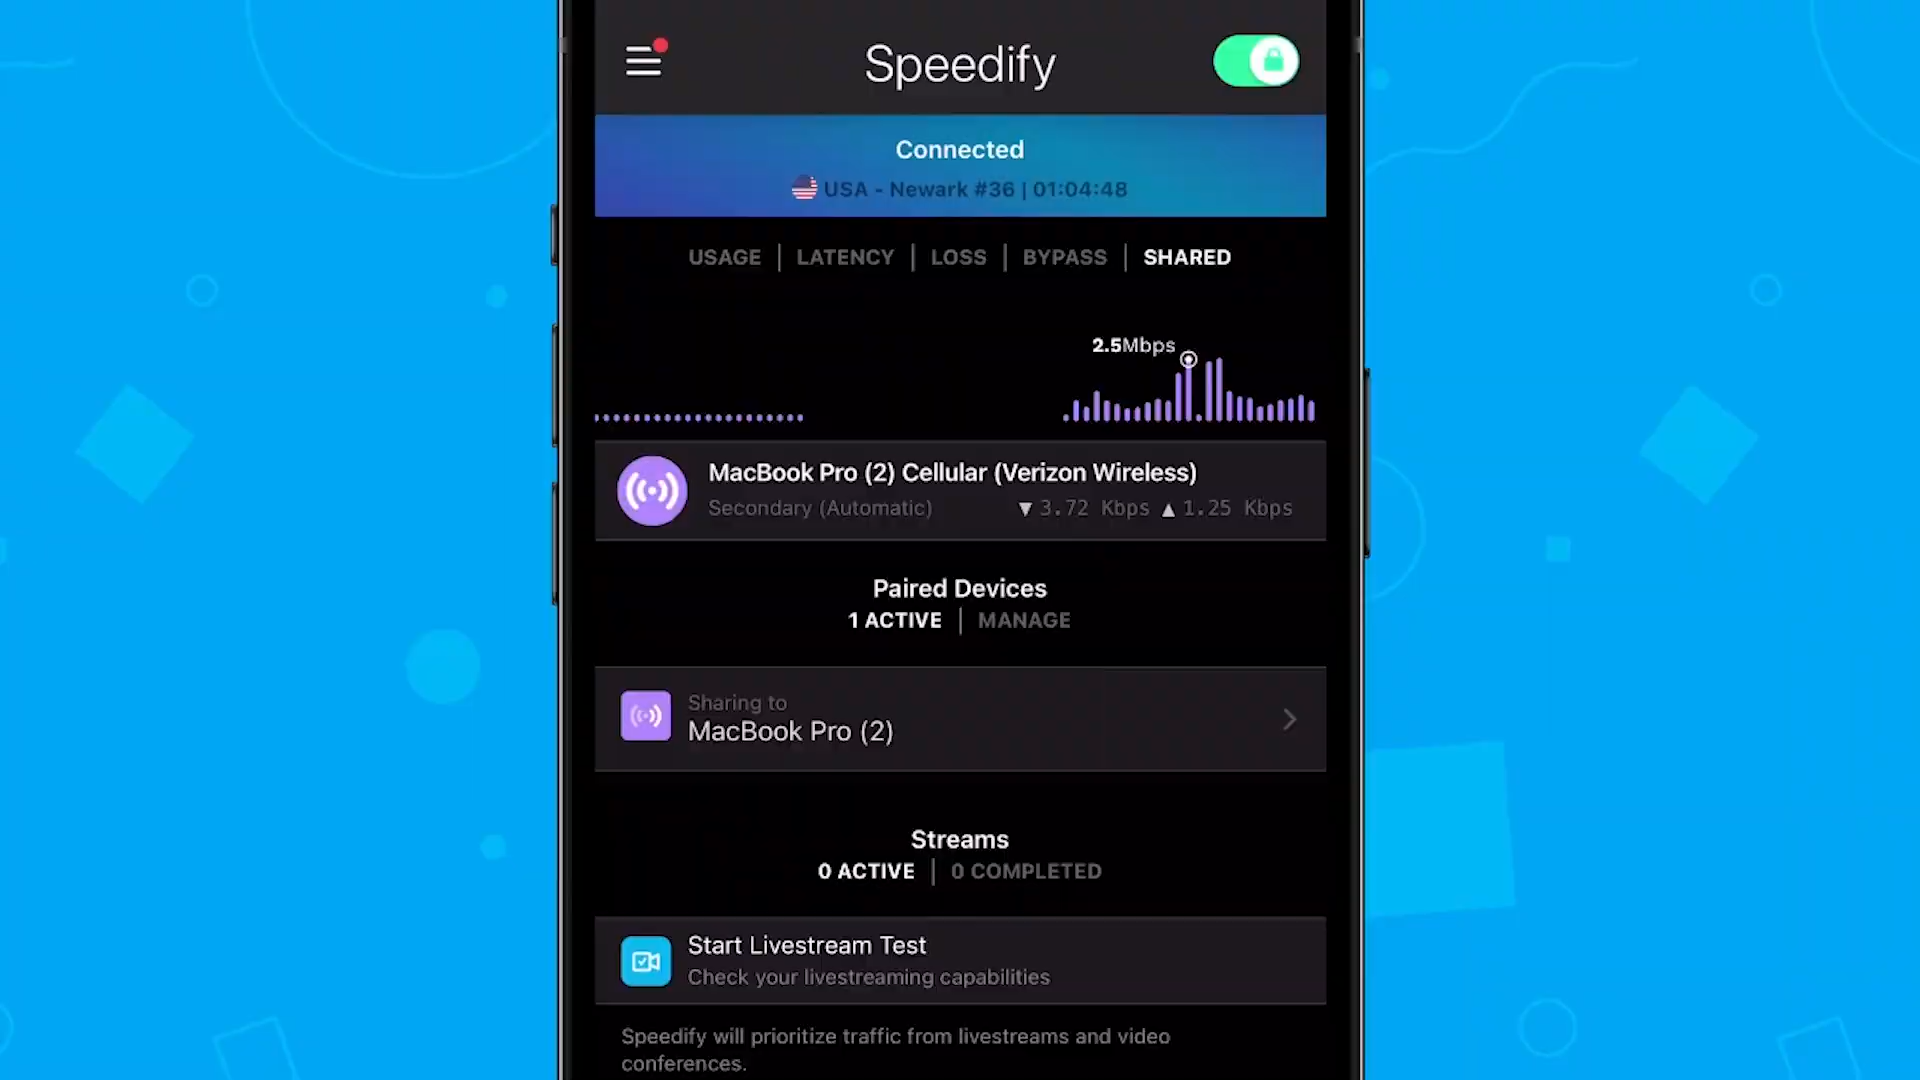 Speedify
Connected
USA - Newark #36 | 01:04:48
USAGE | LATENCY | LOSS | BYPASS | SHARED
2.5Mbps
MacBook Pro (2) Cellular (Verizon Wireless)
Secondary (Automatic) ▼ 3.72 Kbps ▲ 1.25 Kbps
Paired Devices
1 ACTIVE | MANAGE
Sharing to
MacBook Pro (2)
Streams
0 ACTIVE | 0 COMPLETED
Start Livestream Test
Check your livestreaming capabilities
Speedify will prioritize traffic from livestreams and video
conferences.